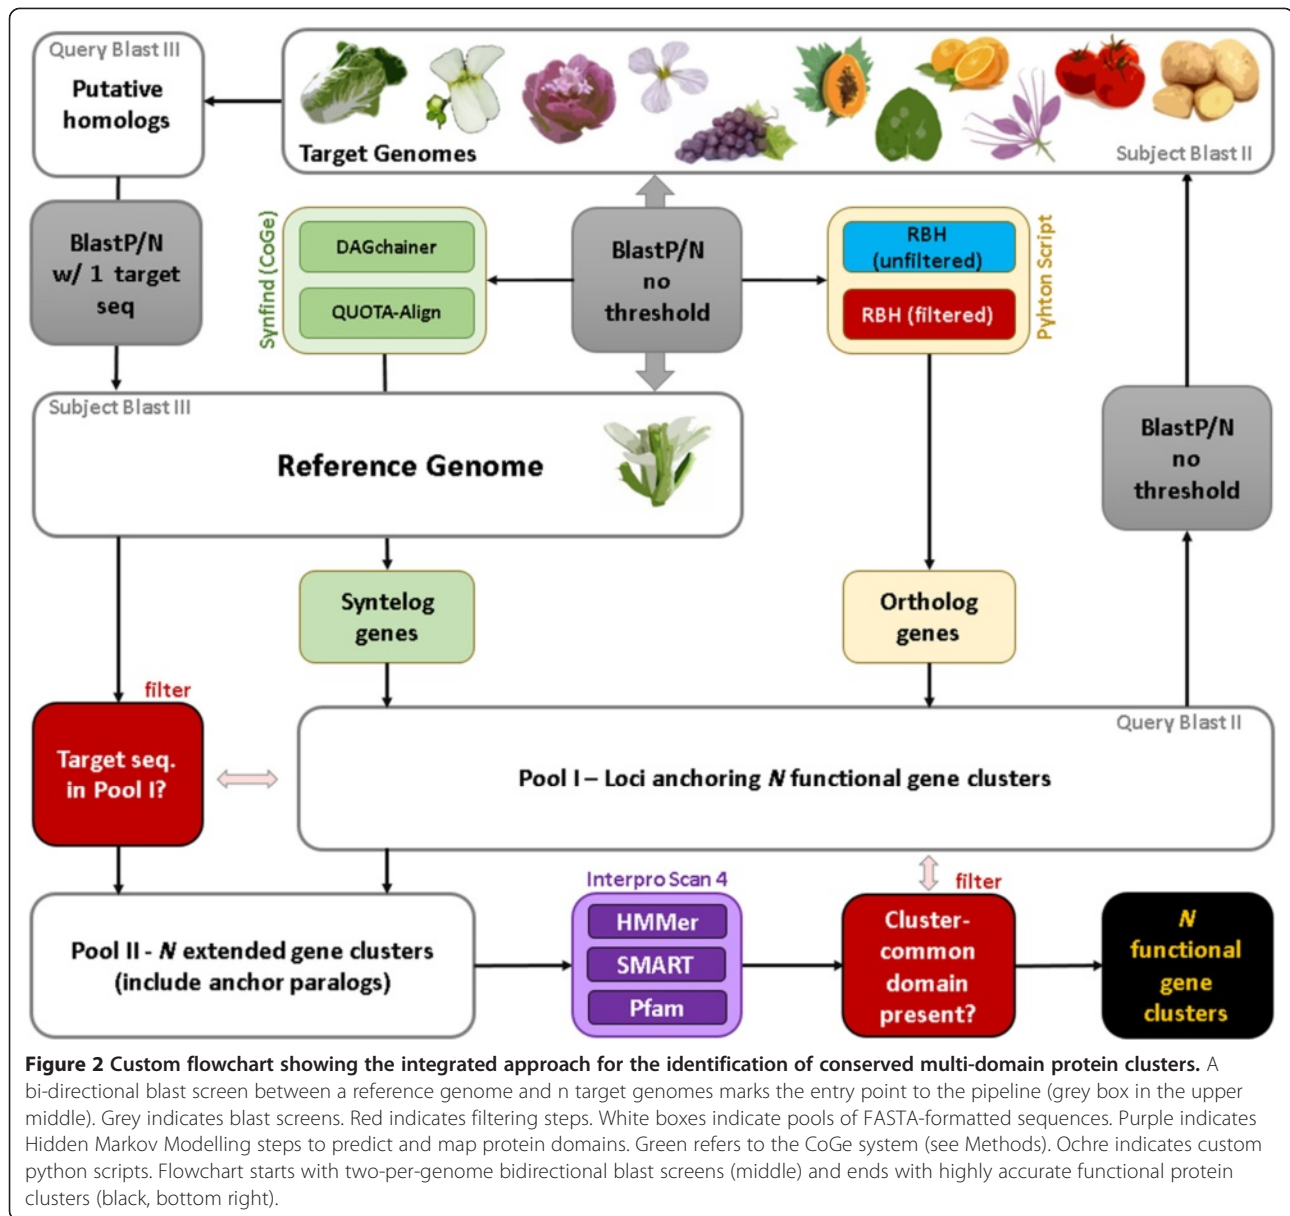 Query Blast III
Putative
homologs
Target Genomes
Subject Blast II
BlastP/N
w/ 1 target
seq
Synfind (CoGe)
DAGchainer
QUOTA-Align
BlastP/N
no
threshold
RBH
(unfiltered)
RBH (filtered)
Pyhton Script
Subject Blast III
Reference Genome
BlastP/N
no
threshold
Syntelog
genes
Ortholog
genes
filter
Target seq.
in Pool I?
Query Blast II
Pool I – Loci anchoring N functional gene clusters
Pool II - N extended gene clusters
(include anchor paralogs)
Interpro Scan 4
HMMer
SMART
Pfam
filter
Cluster-
common
domain
present?
N
functional
gene
clusters
Figure 2 Custom flowchart showing the integrated approach for the identification of conserved multi-domain protein clusters. A
bi-directional blast screen between a reference genome and n target genomes marks the entry point to the pipeline (grey box in the upper
middle). Grey indicates blast screens. Red indicates filtering steps. White boxes indicate pools of FASTA-formatted sequences. Purple indicates
Hidden Markov Modelling steps to predict and map protein domains. Green refers to the CoGe system (see Methods). Ochre indicates custom
python scripts. Flowchart starts with two-per-genome bidirectional blast screens (middle) and ends with highly accurate functional protein
clusters (black, bottom right).